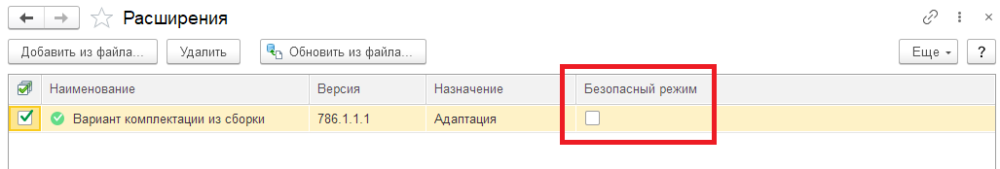 Расширения
Добавить из файла... Удалить Обновить из файла... Еще ?
Наименование Версия Назначение Безопасный режим
Вариант комплектации из сборки 786.1.1.1 Адаптация